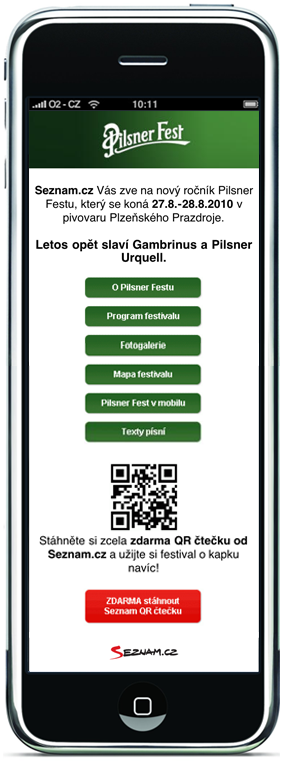 O2 - CZ 10:11
Pilsner Fest
Seznam.cz Vás zve na nový ročník Pilsner
Festu, který se koná 27.8.-28.8.2010 v
pivovaru Plzeňského Prazdroje.
Letos opět slaví Gambrinus a Pilsner
Urquell.
O Pilsner Festu
Program festivalu
Fotogalerie
Mapa festivalu
Pilsner Fest v mobilu
Texty písní
Stáhněte si zcela zdarma QR čtečku od
Seznam.cz a užijte si festival o kapku
navíc!
ZDARMA stáhnout
Seznam QR čtečku
SEZNAM.CZ